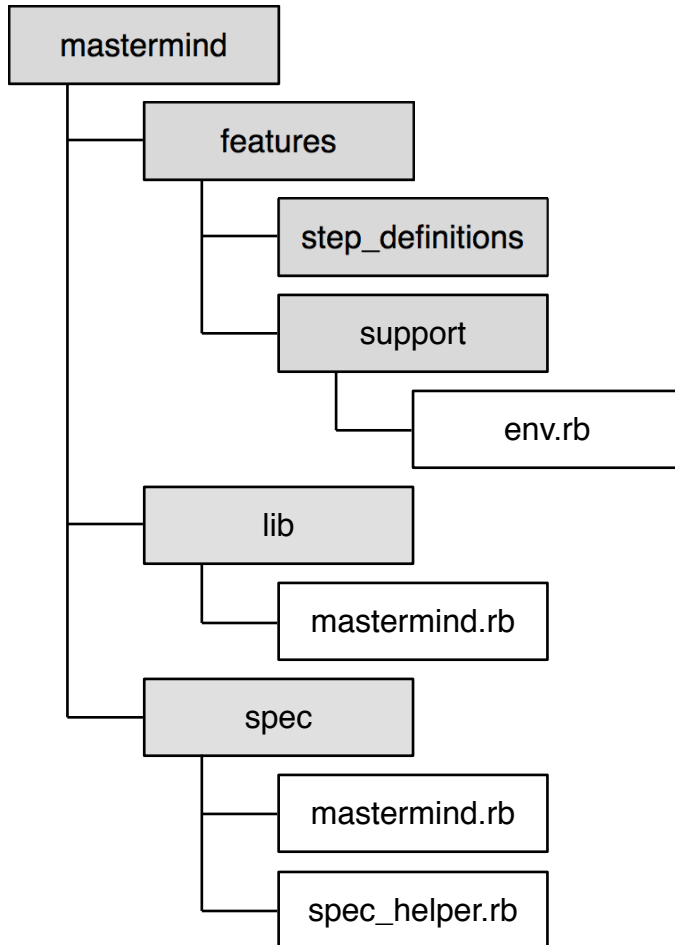 mastermind
features
step_definitions
support
env.rb
lib
mastermind.rb
spec
mastermind.rb
spec_helper.rb